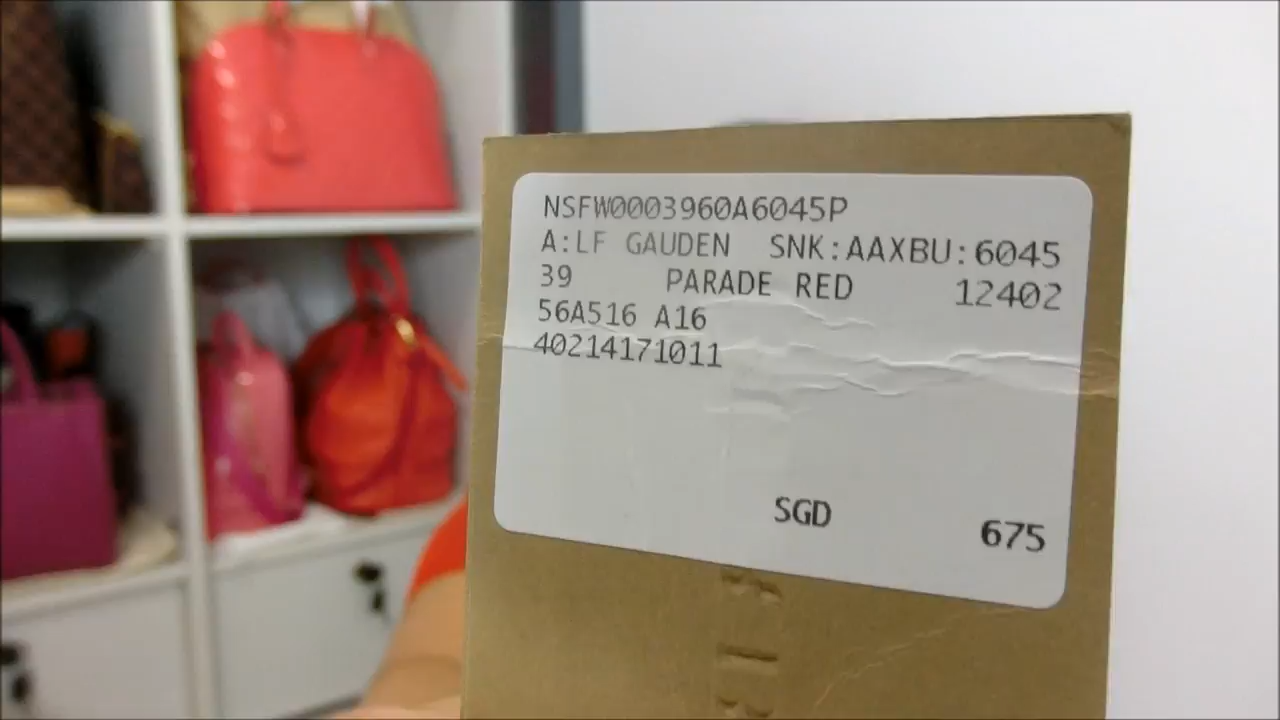 NSFW0003960A6045P
A:LF GAUDEN SNK:AAXBU:6045
39 PARADE RED 12402
56A516 A16
40214171011
SGD 675